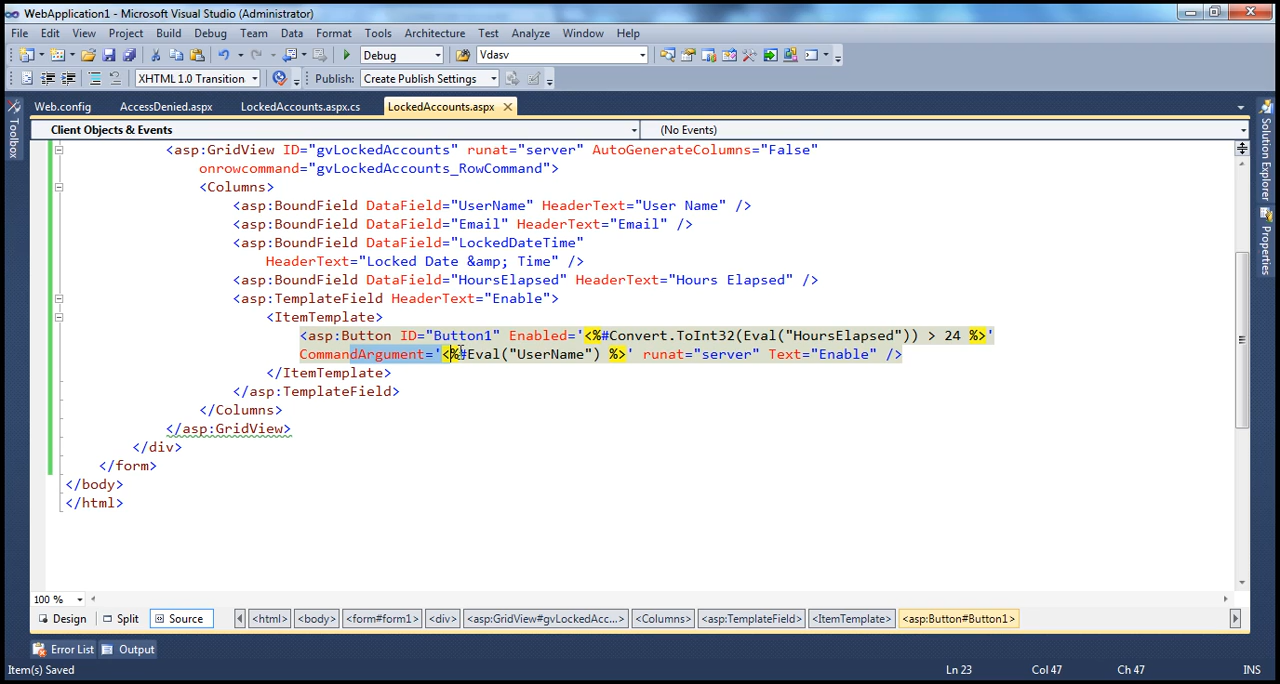 WebApplication1 - Microsoft Visual Studio (Administrator)
File Edit View Project Build Debug Team Data Format Tools Architecture Test Analyze Window Help
Debug Vdasv
XHTML 1.0 Transition Publish: Create Publish Settings
Web.config AccessDenied.aspx LockedAccounts.aspx.cs LockedAccounts.aspx
Client Objects & Events (No Events)
Toolbox
Solution Explorer
Properties
<asp:GridView ID="gvLockedAccounts" runat="server" AutoGenerateColumns="False"
onrowcommand="gvLockedAccounts_RowCommand">
<Columns>
<asp:BoundField DataField="UserName" HeaderText="User Name" />
<asp:BoundField DataField="Email" HeaderText="Email" />
<asp:BoundField DataField="LockedDateTime"
HeaderText="Locked Date &amp; Time" />
<asp:BoundField DataField="HoursElapsed" HeaderText="Hours Elapsed" />
<asp:TemplateField HeaderText="Enable">
<ItemTemplate>
<asp:Button ID="Button1" Enabled='<%#Convert.ToInt32(Eval("HoursElapsed")) > 24 %>'
CommandArgument='<%#Eval("UserName") %>' runat="server" Text="Enable" />
</ItemTemplate>
</asp:TemplateField>
</Columns>
</asp:GridView>
</div>
</form>
</body>
</html>
100 %
Design Split Source <html> <body> <form#form1> <div> <asp:GridView#gvLockedAcc...> <Columns> <asp:TemplateField> <ItemTemplate> <asp:Button#Button1>
Error List Output
Item(s) Saved Ln 23 Col 47 Ch 47 INS